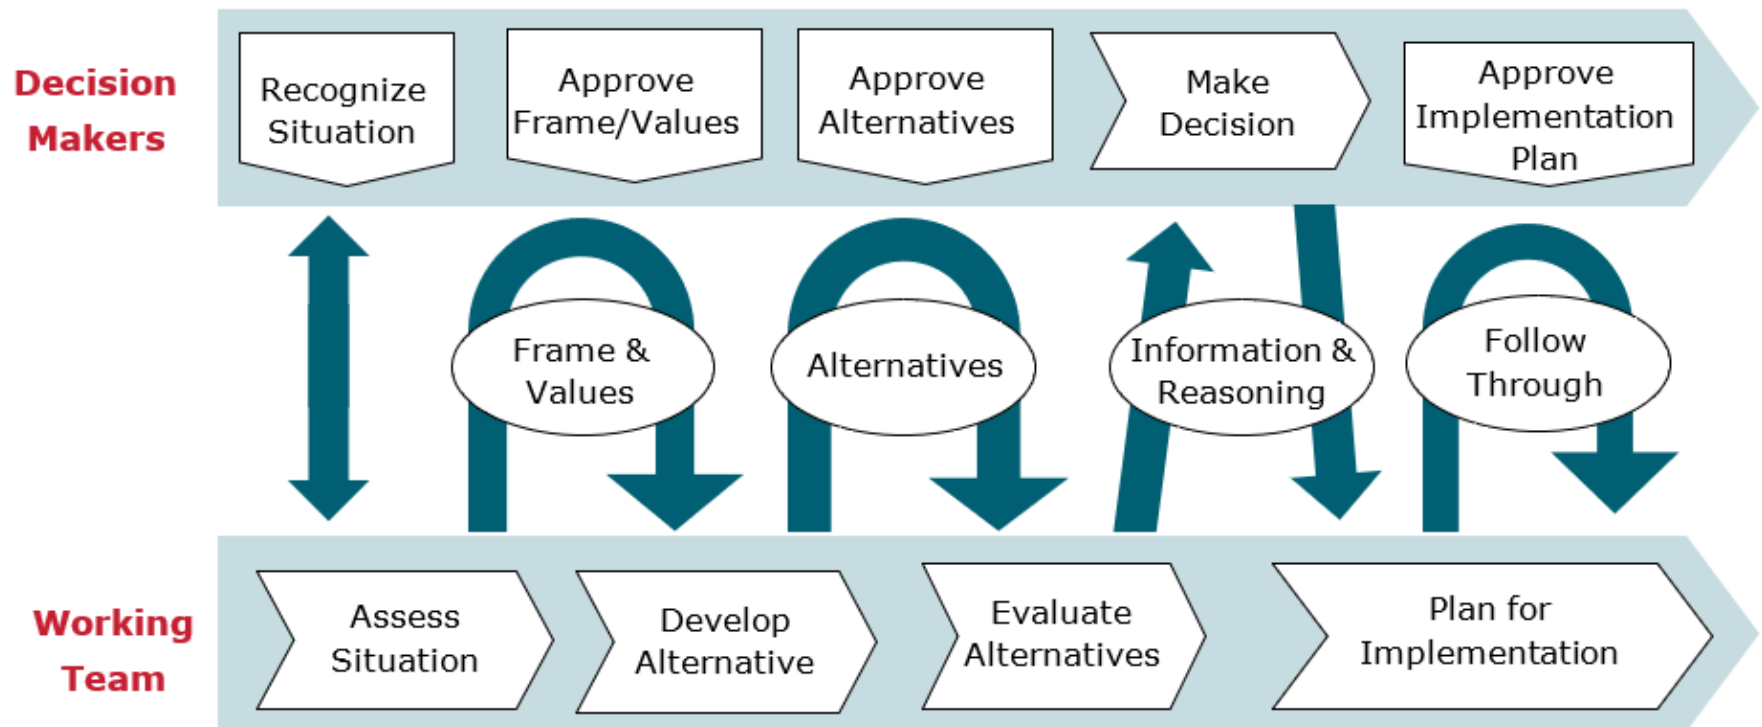 Decision
Makers
Recognize
Situation
Approve
Frame/Values
Approve
Alternatives
Make
Decision
Approve
Implementation
Plan
Frame &
Values
Alternatives
Information &
Reasoning
Follow
Through
Working
Team
Assess
Situation
Develop
Alternative
Evaluate
Alternatives
Plan for
Implementation